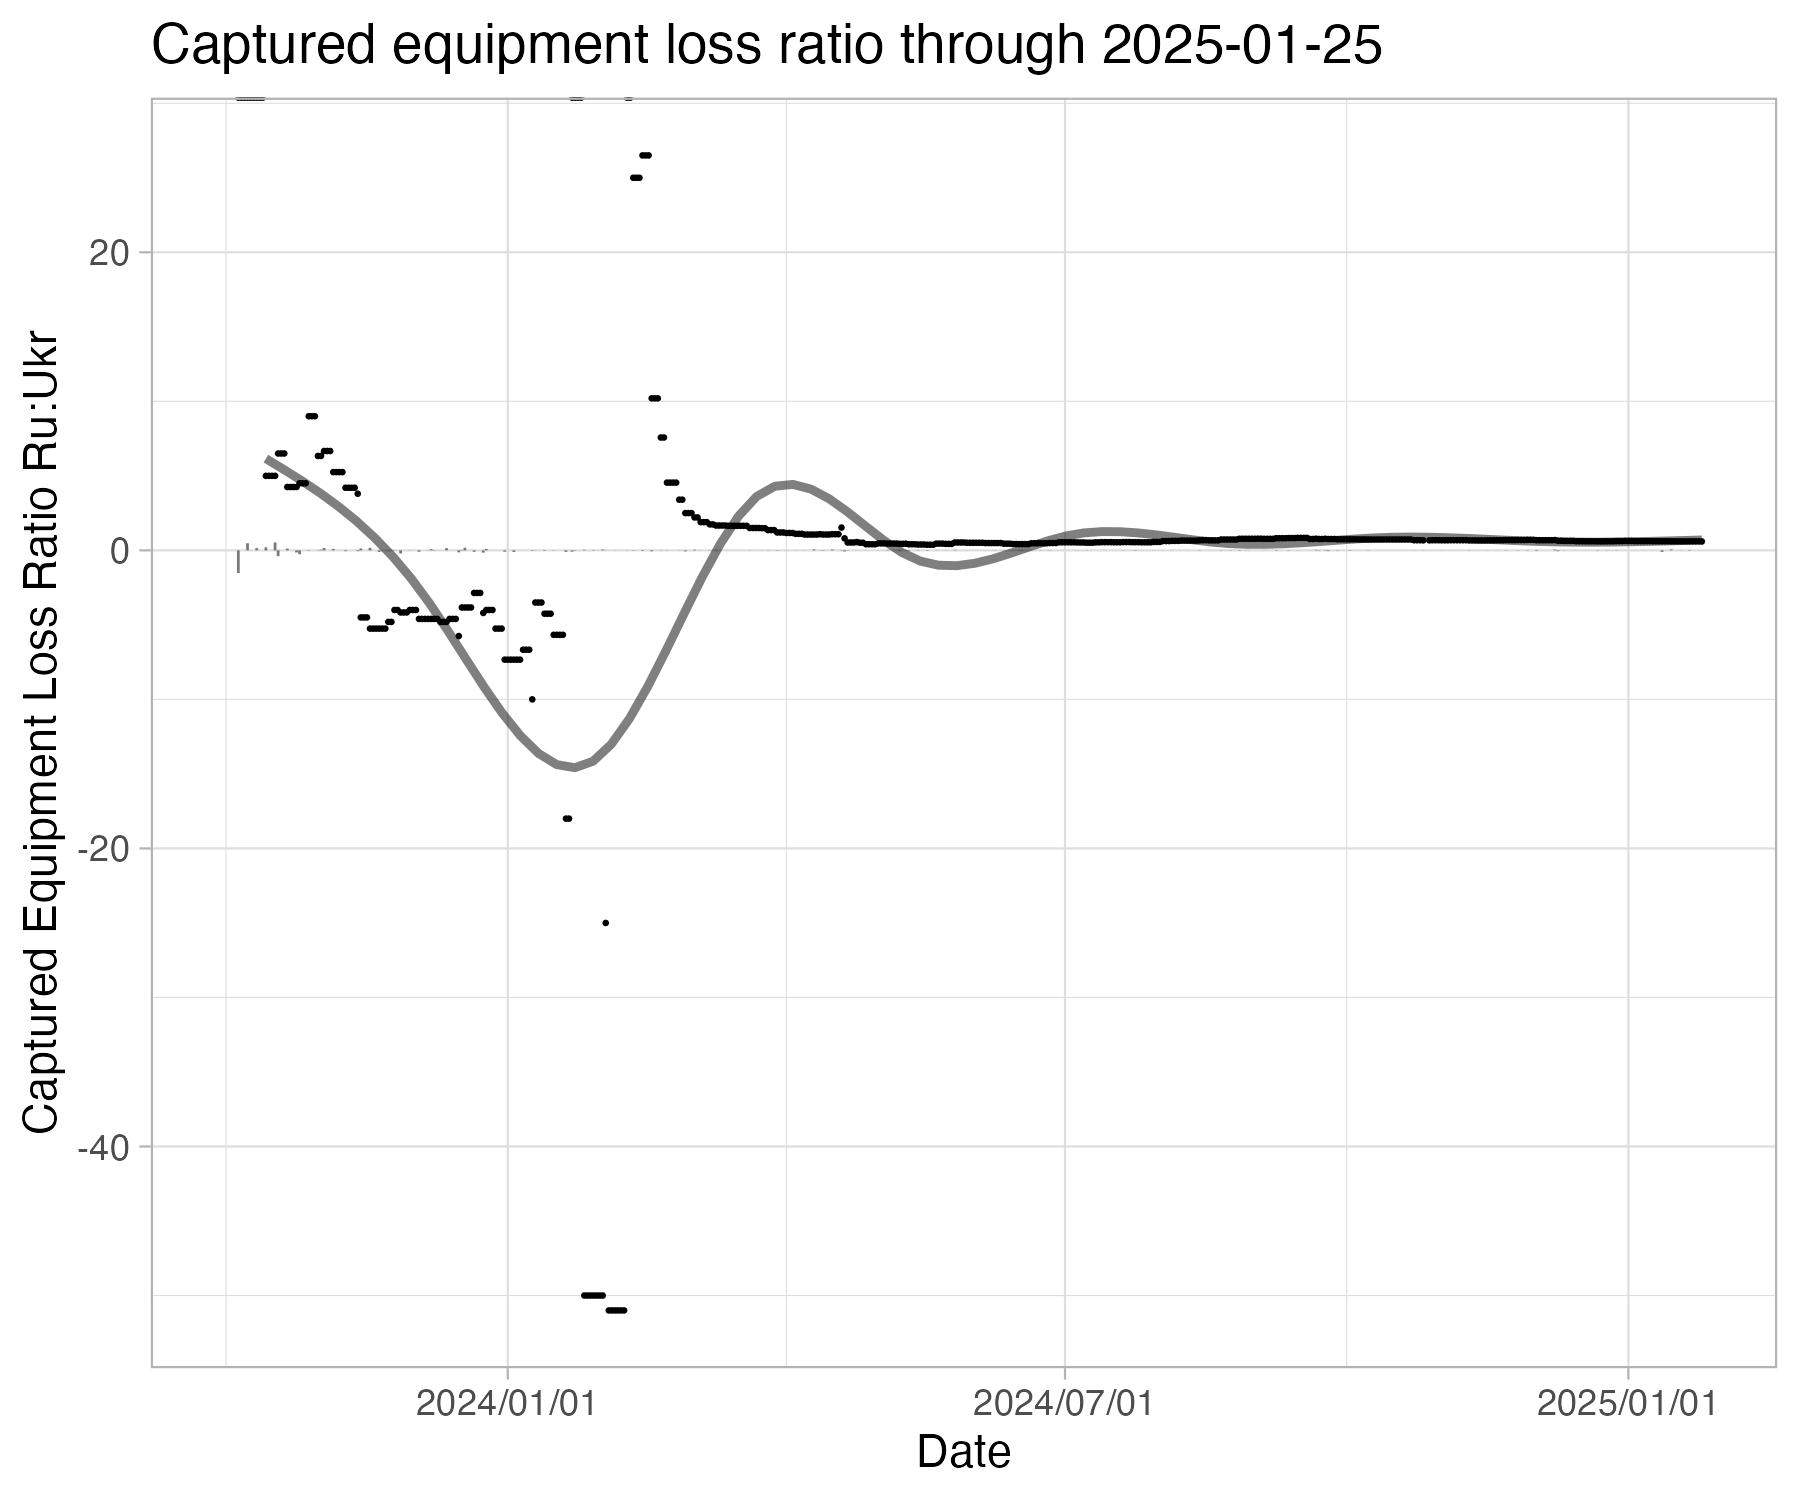 Captured equipment loss ratio through 2025-01-25
Captured Equipment Loss Ratio Ru:Ukr
20
0
-20
-40
2024/01/01
2024/07/01
2025/01/01
Date